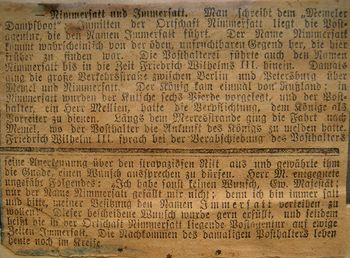 Nimmersatt und Immersatt. Man schreibt dem „Memeler
Dampfboot“: Inmitten der Ortschaft Nimmersatt liegt die Post-
agentur, die den Namen Immersatt führt. Der Name Nimmersatt
kommt wahrscheinlich von der öden, unfruchtbaren Gegend her, die hier
früher zu finden war. Die Posthalterei führte auch den Namen
Nimmersatt bis in die Zeit Friedrich Wilhelms III. hinein. Damals
ging die große Verkehrsstraße zwischen Berlin und Petersburg über
Memel und Nimmersatt. Der König kam einmal von Rußland; in
Nimmersatt wurden der Kutsche sechs Pferde vorgelegt, und der Posthal-
ter, ein Herr Mellien, hatte die Verpflichtung, dem Könige als
Vorreiter zu dienen. Längs dem Meeresstrande ging die Fahrt nach
Memel, wo der Posthalter die Ankunft des Königs zu melden hatte.
Friedrich Wilhelm III. sprach bei der Verabschiedung des Posthalters
seine Anerkennung über den strapaziösen Ritt aus und gewährte ihm
die Gnade, einen Wunsch aussprechen zu dürfen. Herr M. entgegnete
ungefähr Folgendes: „Ich habe sonst keinen Wunsch, Ew. Majestät;
nur der Name Nimmersatt gefällt mir nicht; denn ich bin immer satt
und bitte, meiner Besitzung den Namen Immersatt verleihen zu
wollen.“ Dieser bescheidene Wunsch wurde gern erfüllt, und seitdem
heißt die in der Ortschaft Nimmersatt liegende Postagentur auf ewige
Zeiten Immersatt. Die Nachkommen des damaligen Posthalters leben
heute noch im Kreise.